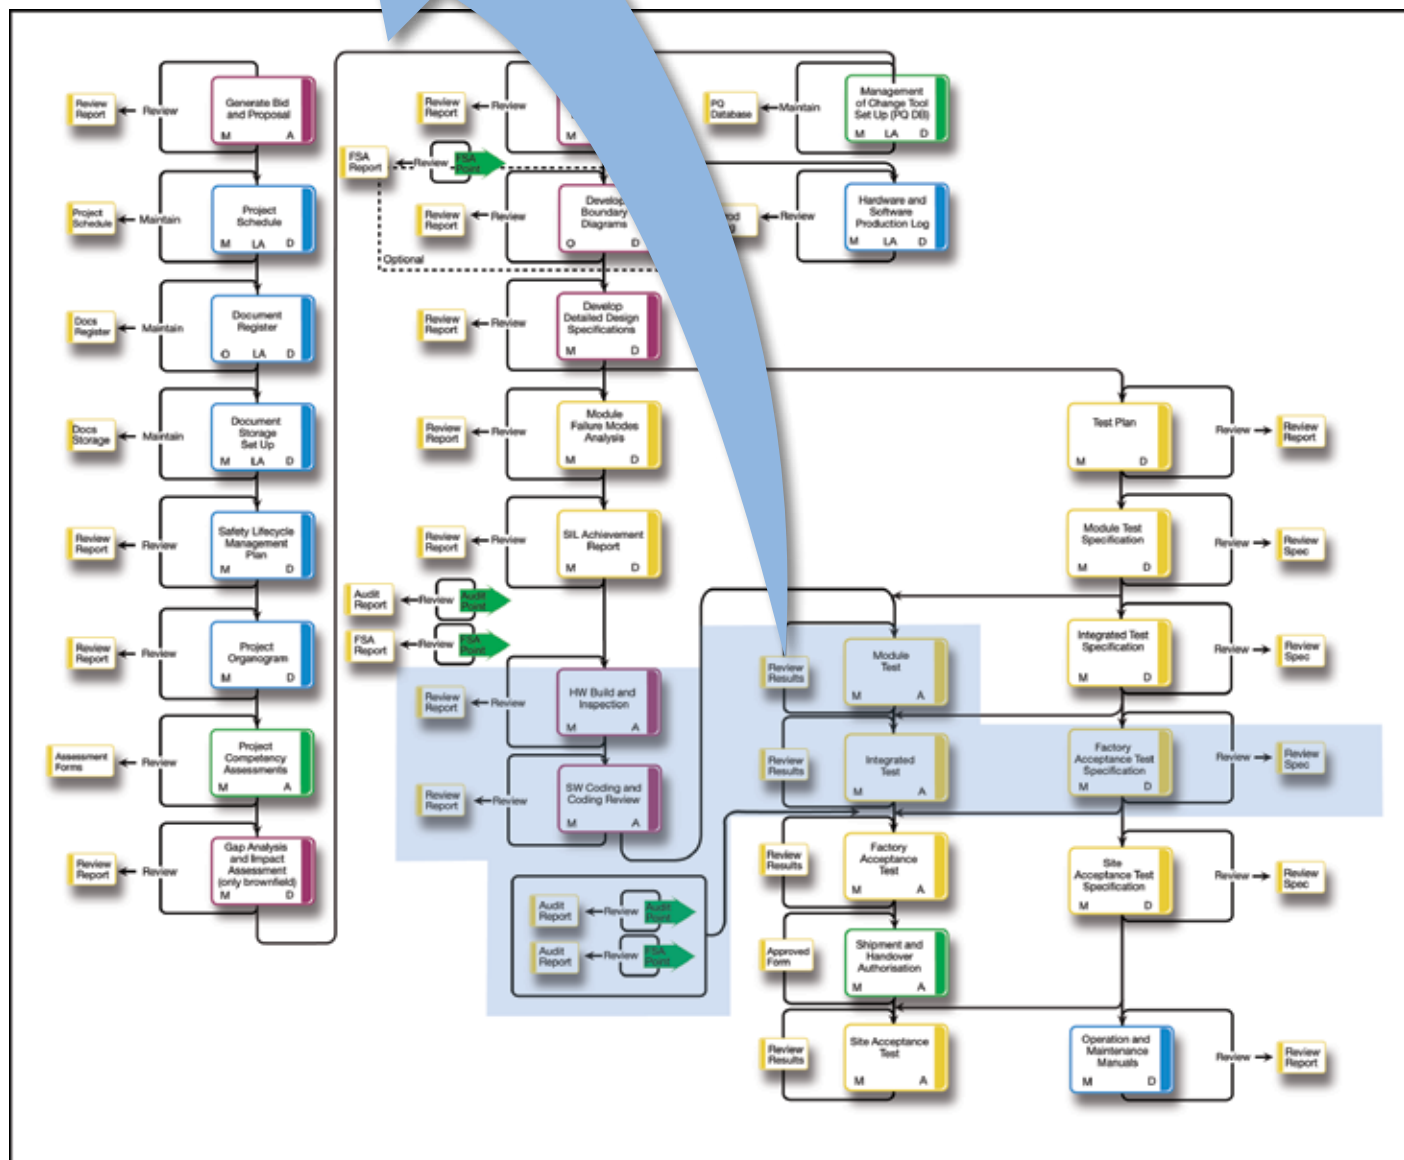 Review
Report
Review
Generate Bid
and Proposal
M A
Project
Schedule
Maintain
Project
Schedule
M LA D
Docs
Register
Maintain
Document
Register
O LA D
Docs
Storage
Maintain
Document
Storage
Set Up
M LA D
Review
Report
Review
Safety Lifecycle
Management
Plan
M D
Review
Report
Review
Project
Organogram
M D
Assessment
Forms
Review
Project
Competency
Assessments
M A
Review
Report
Review
Gap Analysis
and Impact
Assessment
(only brownfield)
M D
Review
Report
Review
M
FSA
Report
Review
FSA
Point
Review
Report
Review
Develop
Boundary
Diagrams
O D
Optional
Review
Report
Review
Develop
Detailed Design
Specifications
M D
Review
Report
Review
Module
Failure Modes
Analysis
M D
Review
Report
Review
SIL Achievement
Report
M D
Audit
Report
Review
Audit
Point
FSA
Report
Review
FSA
Point
Review
Report
Review
HW Build and
Inspection
M A
Review
Report
Review
SW Coding and
Coding Review
M A
Audit
Report
Review
Audit
Point
Audit
Report
Review
FSA
Point
PQ
Database
Maintain
Management
of Change Tool
Set Up (PQ DB)
M LA D
Review
Hardware and
Software
Production Log
M LA D
Review
Results
Module
Test
M A
Review
Results
Integrated
Test
M A
Review
Results
Factory
Acceptance
Test
M A
Approved
Form
Shipment and
Handover
Authorisation
M A
Review
Results
Site Acceptance
Test
M A
Test Plan
M D
Review
Review
Report
Module Test
Specification
M D
Review
Review
Spec
Integrated Test
Specification
M D
Review
Review
Spec
Factory
Acceptance Test
Specification
M D
Review
Review
Spec
Site
Acceptance Test
Specification
M D
Review
Review
Spec
Operation and
Maintenance
Manuals
M D
Review
Review
Report